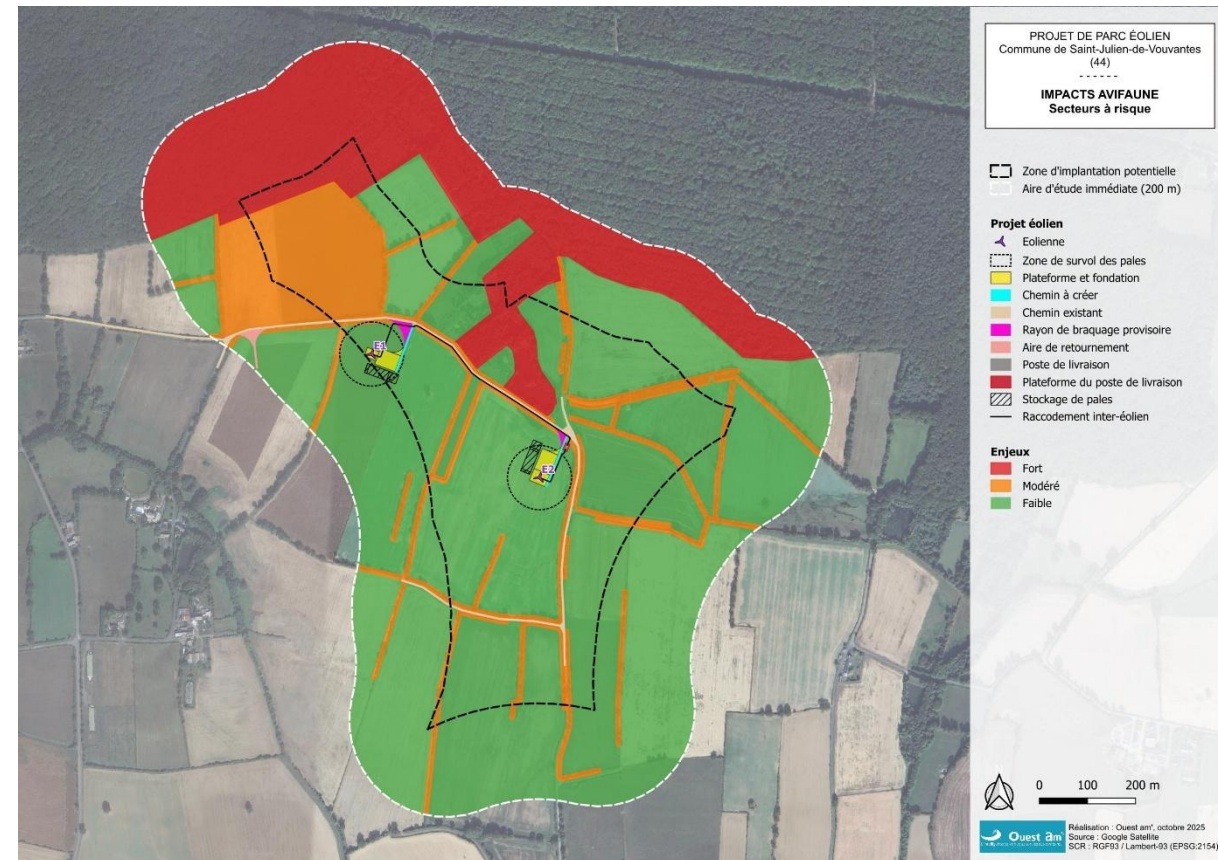 PROJET DE PARC ÉOLIEN
Commune de Saint-Julien-de-Vouvantes
(44)
------
IMPACTS AVIFAUNE
Secteurs à risque
Zone d'implantation potentielle
Aire d'étude immédiate (200 m)
Projet éolien
Eolienne
Zone de survol des pales
Plateforme et fondation
Chemin à créer
Chemin existant
Rayon de braquage provisoire
Aire de retournement
Poste de livraison
Plateforme du poste de livraison
Stockage de pales
Raccodement inter-éolien
Enjeux
Fort
Modéré
Faible
E1
E2
N
0 100 200 m
Ouest am'
Réalisation : Ouest am', octobre 2025
Source : Google Satellite
SCR : RGF93 / Lambert-93 (EPSG:2154)